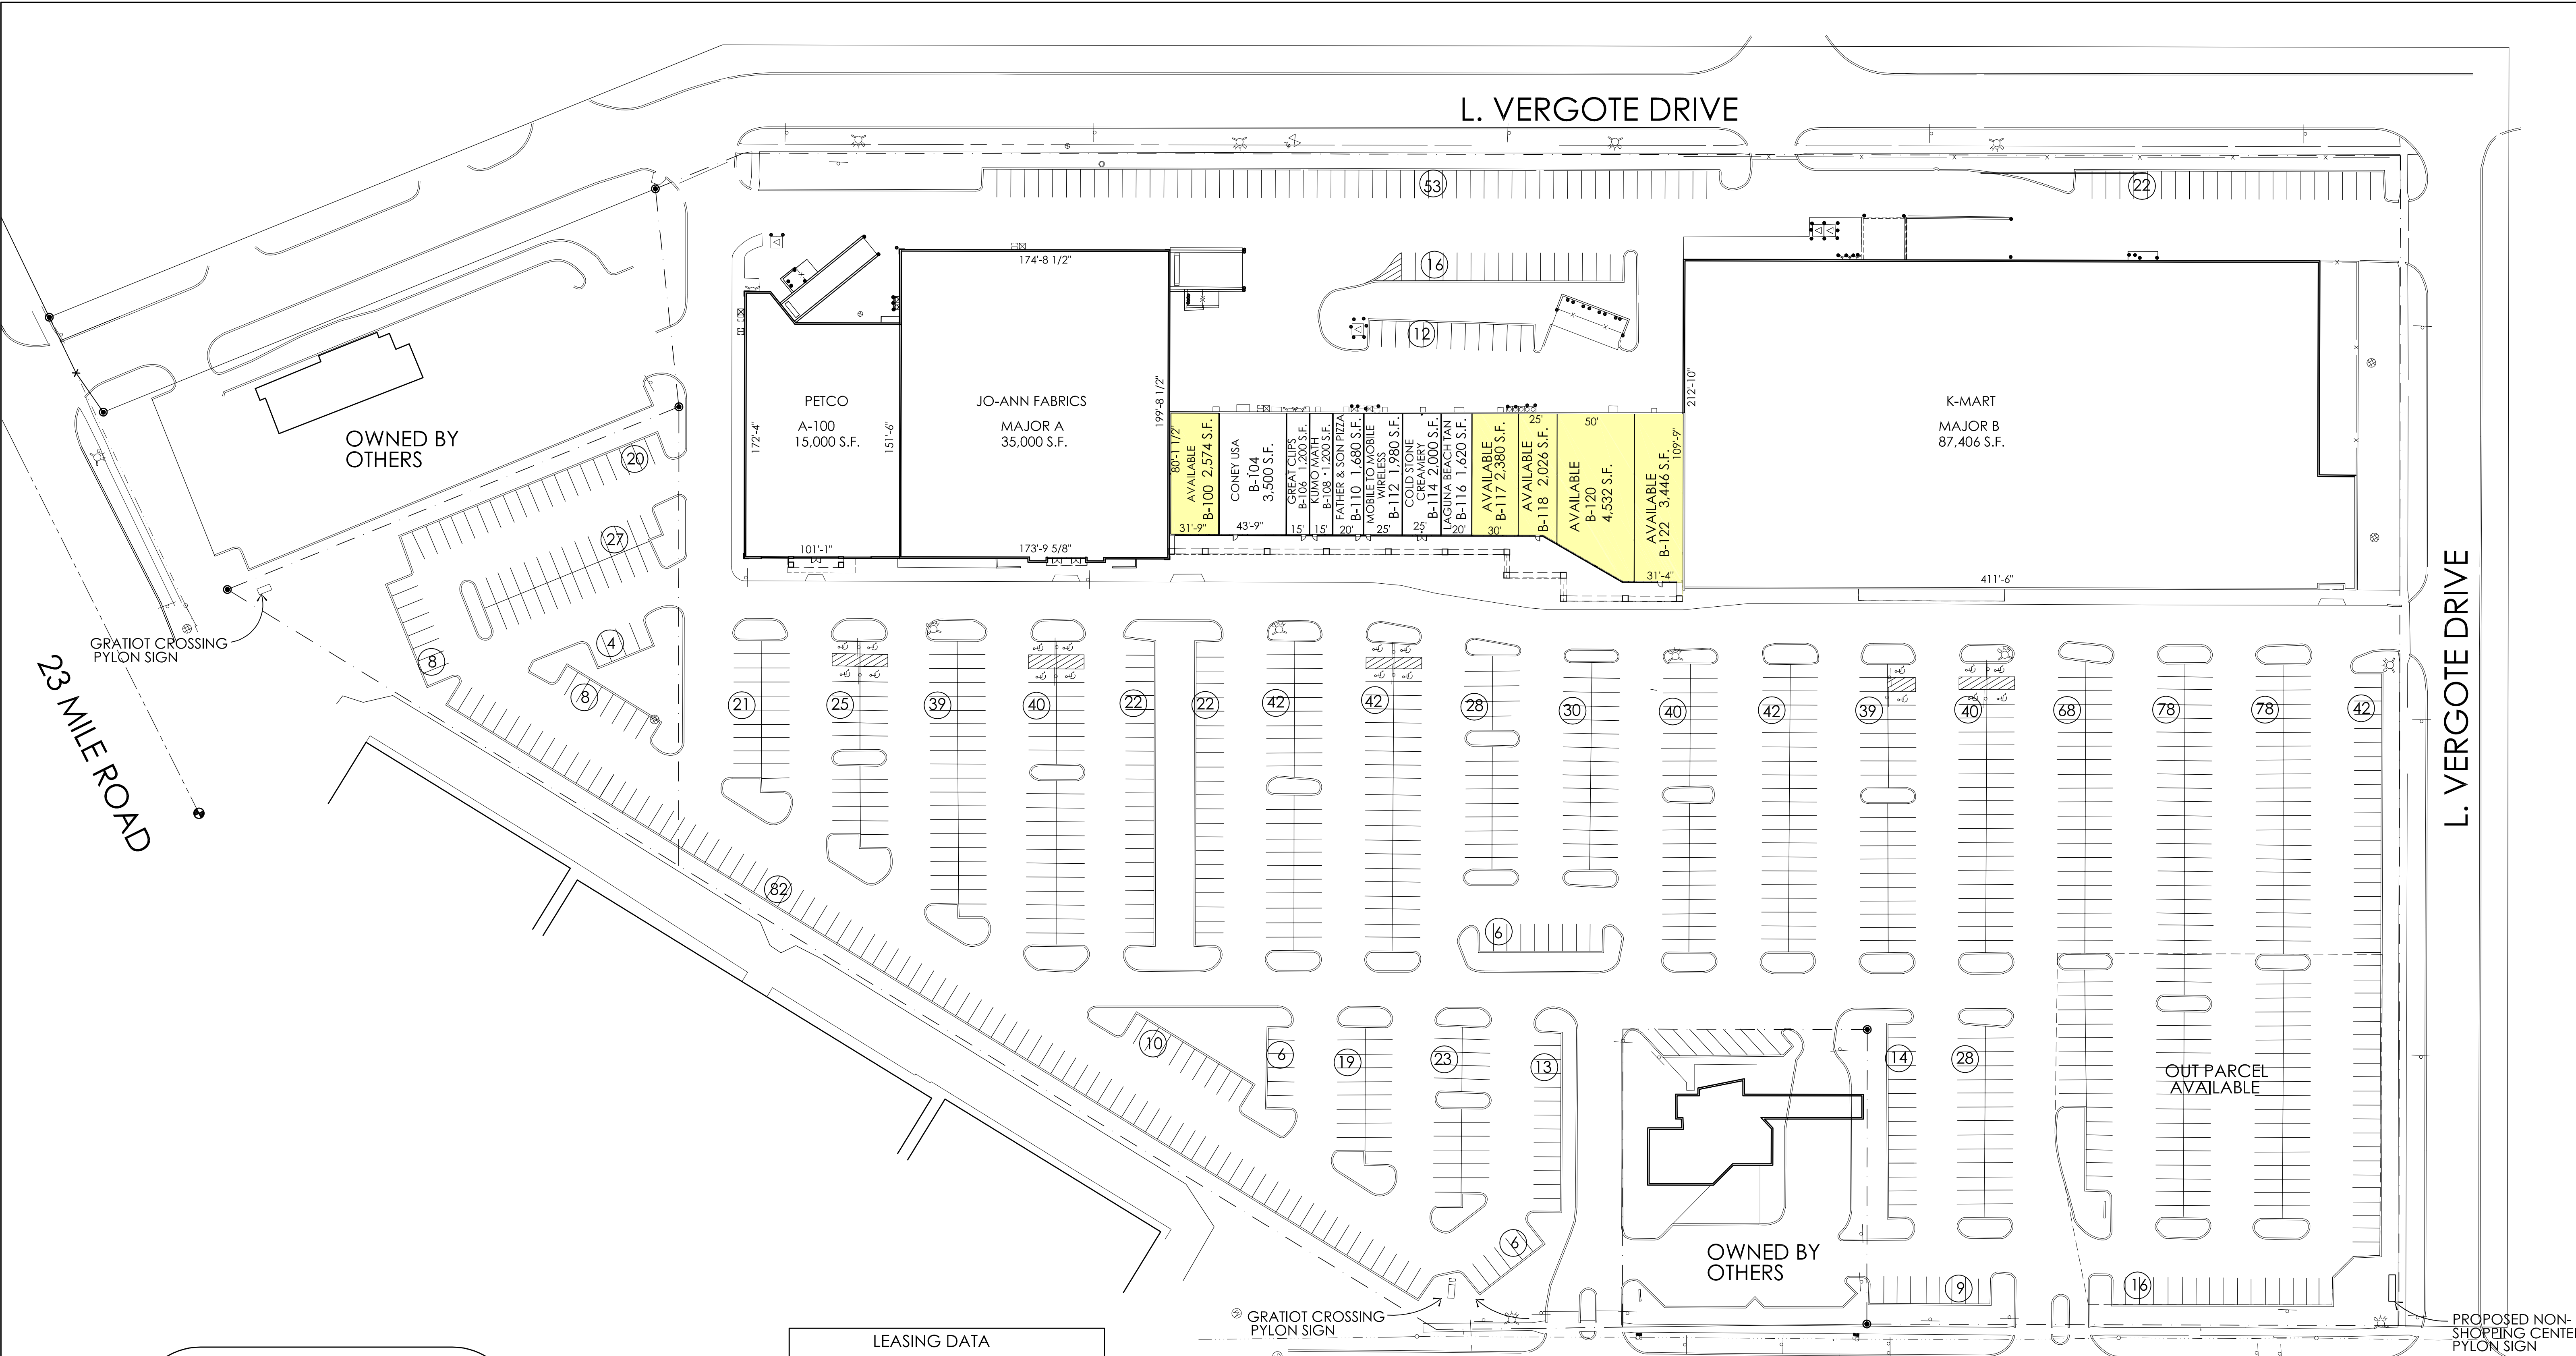 L. VERGOTE DRIVE
53
22
16
12
174'-8 1/2"
PETCO
A-100
15,000 S.F.
172'-4"
151'-6"
101'-1"
JO-ANN FABRICS
MAJOR A
35,000 S.F.
199'-8 1/2"
173'-9 5/8"
80'-1 1/2"
AVAILABLE
B-100 2,574 S.F.
31'-9"
CONEY USA
B-104
3,500 S.F.
43'-9"
GREAT CLIPS
B-106 1,200 S.F.
15'
KUMO MATH
B-108 1,200 S.F.
15'
FATHER & SON PIZZA
B-110 1,680 S.F.
20'
MOBILE TO MOBILE
WIRELESS
B-112 1,980 S.F.
25'
COLD STONE
CREAMERY
B-114 2,000 S.F.
25'
LAGUNA BEACH TAN
B-116 1,620 S.F.
20'
AVAILABLE
B-117 2,380 S.F.
30'
25'
AVAILABLE
B-118 2,026 S.F.
50'
AVAILABLE
B-120
4,532 S.F.
AVAILABLE
B-122 3,446 S.F.
109'-9"
31'-4"
212'-10"
K-MART
MAJOR B
87,406 S.F.
411'-6"
L. VERGOTE DRIVE
OWNED BY
OTHERS
20
27
4
8
8
GRATIOT CROSSING
PYLON SIGN
23 MILE ROAD
21
25
39
40
22
22
42
42
28
30
40
42
39
40
68
78
78
42
82
6
10
6
19
23
13
14
28
OUT PARCEL
AVAILABLE
6
OWNED BY
OTHERS
9
16
GRATIOT CROSSING
PYLON SIGN
PROPOSED NON-
SHOPPING CENTER
PYLON SIGN
LEASING DATA